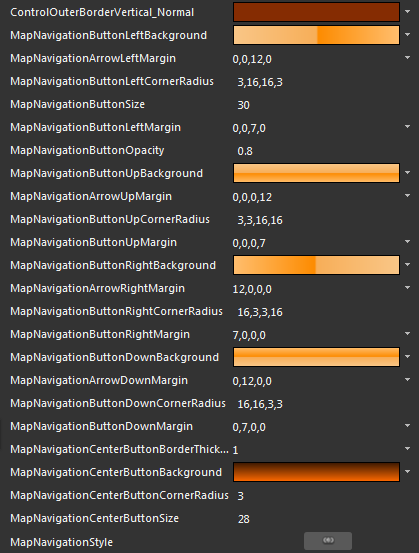 ControlOuterBorderVertical_Normal
MapNavigationButtonLeftBackground
MapNavigationArrowLeftMargin 0,0,12,0
MapNavigationButtonLeftCornerRadius 3,16,16,3
MapNavigationButtonSize 30
MapNavigationButtonLeftMargin 0,0,7,0
MapNavigationButtonOpacity 0.8
MapNavigationButtonUpBackground
MapNavigationArrowUpMargin 0,0,0,12
MapNavigationButtonUpCornerRadius 3,3,16,16
MapNavigationButtonUpMargin 0,0,0,7
MapNavigationButtonRightBackground
MapNavigationArrowRightMargin 12,0,0,0
MapNavigationButtonRightCornerRadius 16,3,3,16
MapNavigationButtonRightMargin 7,0,0,0
MapNavigationButtonDownBackground
MapNavigationArrowDownMargin 0,12,0,0
MapNavigationButtonDownCornerRadius 16,16,3,3
MapNavigationButtonDownMargin 0,7,0,0
MapNavigationCenterButtonBorderThick... 1
MapNavigationCenterButtonBackground
MapNavigationCenterButtonCornerRadius 3
MapNavigationCenterButtonSize 28
MapNavigationStyle